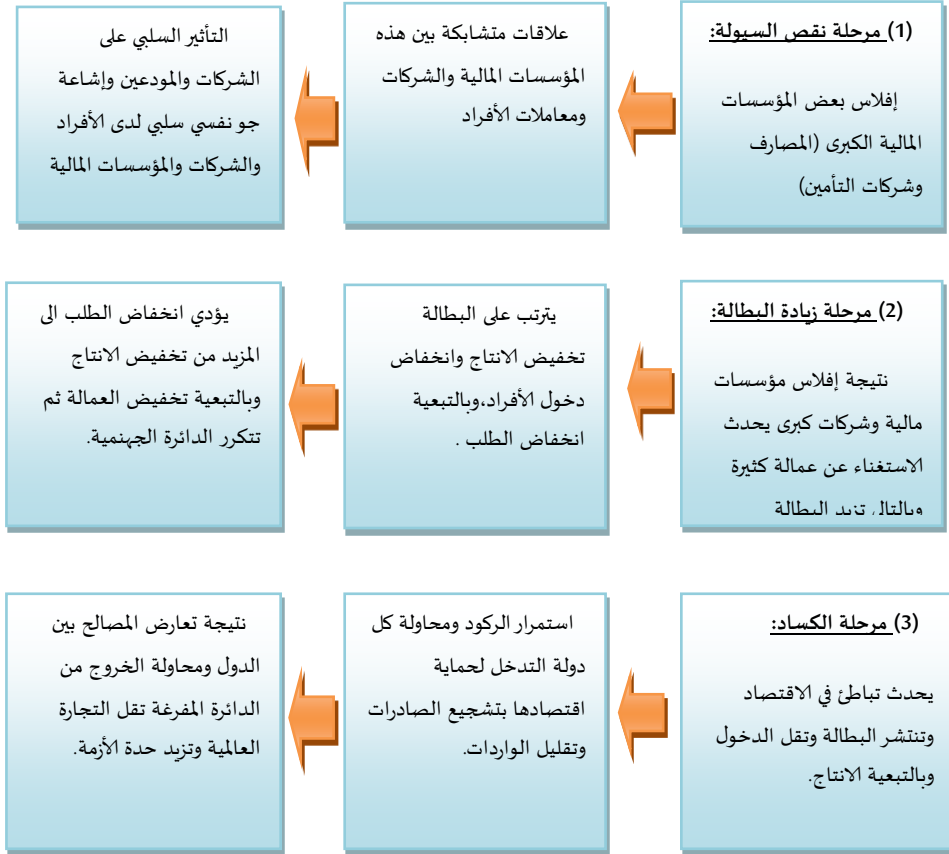 (1) مرحلة نقص السيولة:
إفلاس بعض المؤسسات
المالية الكبرى (المصارف
وشركات التأمين)
علاقات متشابكة بين هذه
المؤسسات المالية والشركات
ومعاملات الأفراد
التأثير السلبي على
الشركات والمودعين وإشاعة
جو نفسي سلبي لدى الأفراد
والشركات والمؤسسات المالية
(2) مرحلة زيادة البطالة:
نتيجة إفلاس مؤسسات
مالية وشركات كبرى يحدث
الاستغناء عن عمالة كثيرة
وبالتالي تزيد البطالة
يترتب على البطالة
تخفيض الانتاج وانخفاض
دخول الأفراد،وبالتبعية
انخفاض الطلب .
يؤدي انخفاض الطلب الى
المزيد من تخفيض الانتاج
وبالتبعية تخفيض العمالة ثم
تتكرر الدائرة الجهنمية.
(3) مرحلة الكساد:
يحدث تباطئ في الاقتصاد
وتنتشر البطالة وتقل الدخول
وبالتبعية الانتاج.
استمرار الركود ومحاولة كل
دولة التدخل لحماية
اقتصادها بتشجيع الصادرات
وتقليل الواردات.
نتيجة تعارض المصالح بين
الدول ومحاولة الخروج من
الدائرة المفرغة تقل التجارة
العالمية وتزيد حدة الأزمة.